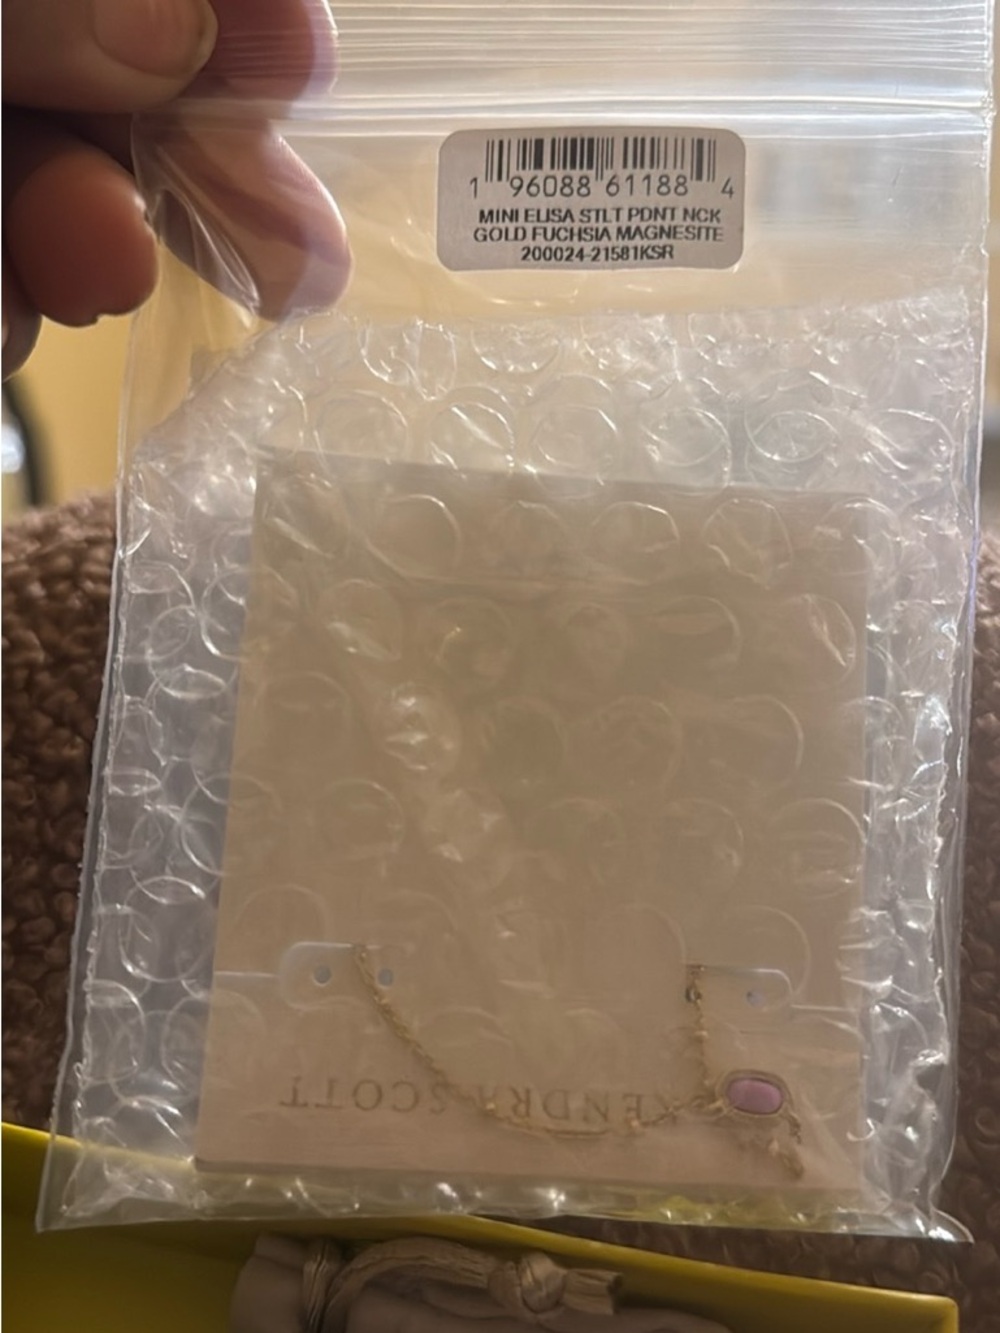 1 96088 61188 4
MINI ELISA STLT PDNT NCK
GOLD FUCHSIA MAGNESITE
200024-21581KSR
KENDRA SCOTT